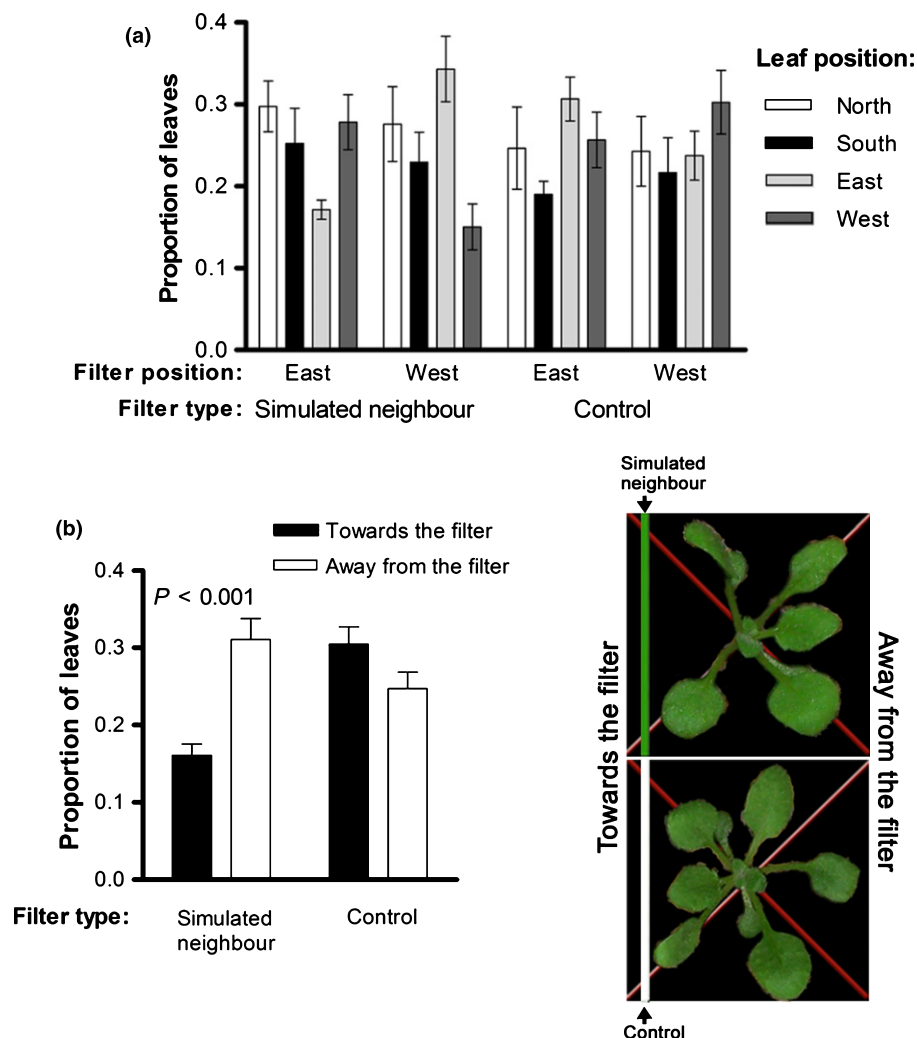 (a)
0.4
0.3
0.2
0.1
0.0
Proportion of leaves
Leaf position:
North
South
East
West
Filter position: East West East West
Filter type: Simulated neighbour Control
(b)
Towards the filter
Away from the filter
P < 0.001
0.4
0.3
0.2
0.1
0.0
Proportion of leaves
Filter type: Simulated neighbour Control
Simulated
neighbour
Towards the filter
Away from the filter
Control